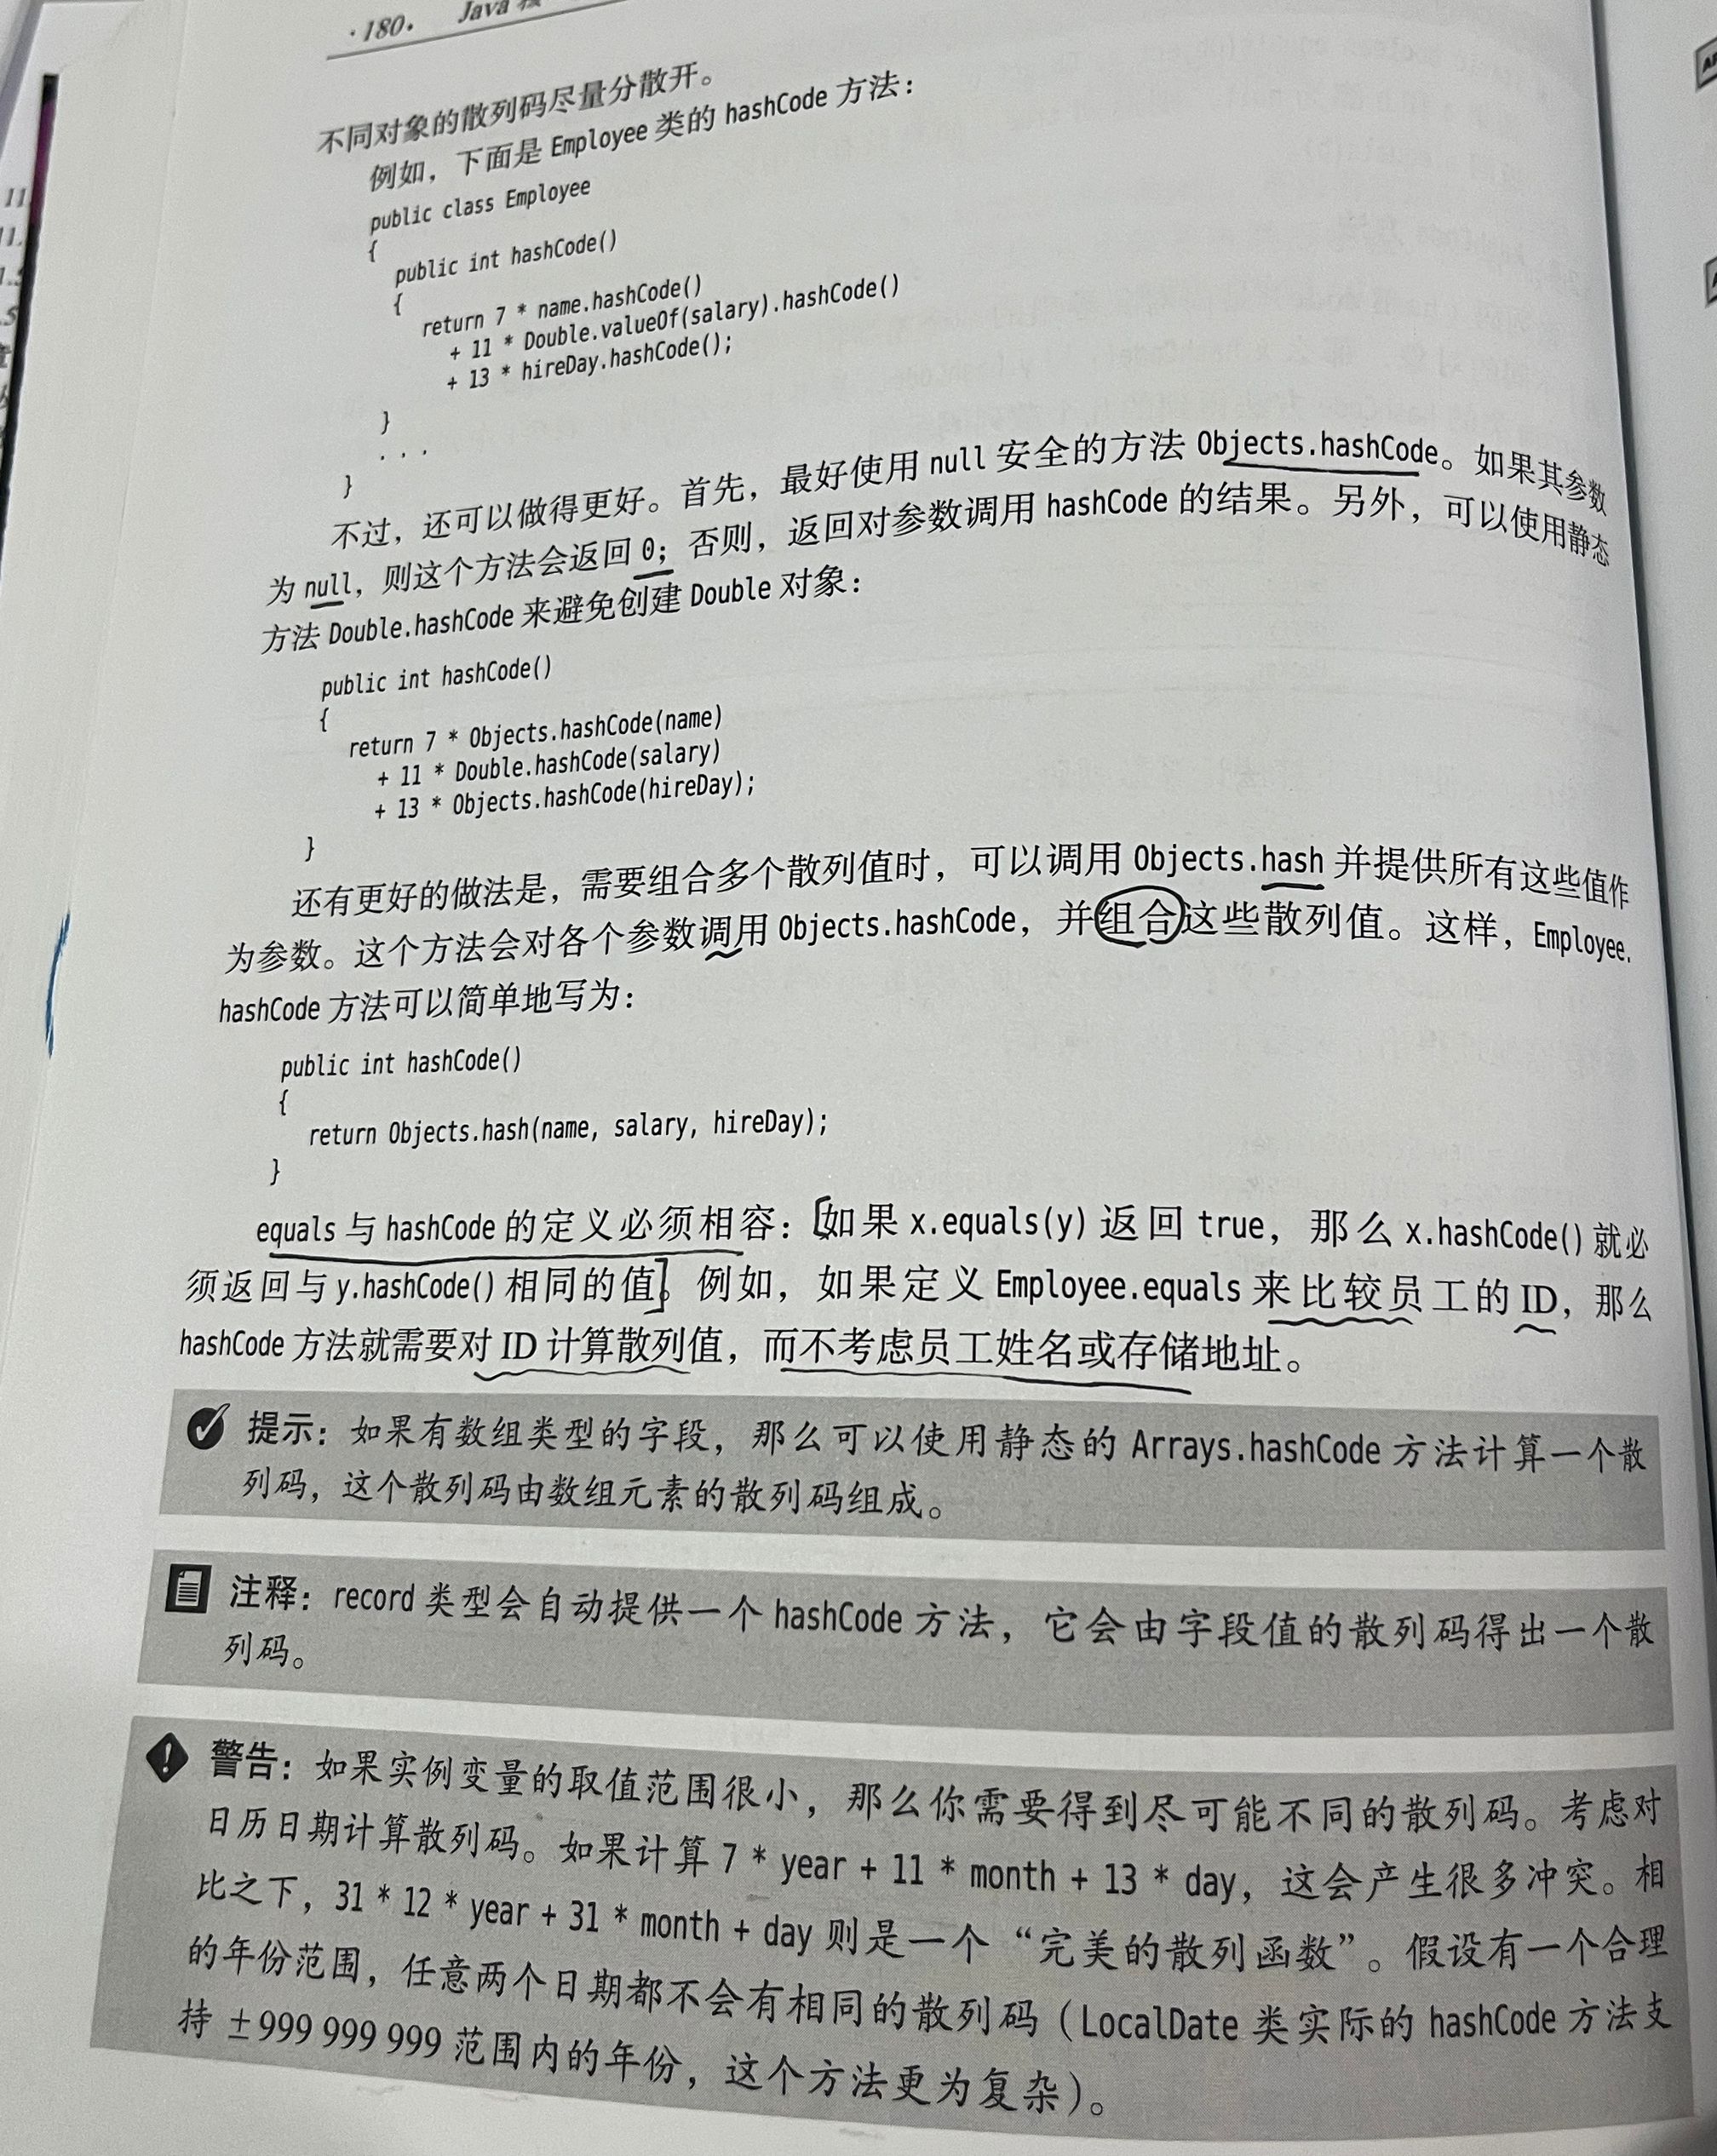 ·180· Java
不同对象的散列码尽量分散开。
例如，下面是 Employee 类的 hashCode 方法：
public class Employee
{
public int hashCode()
{
return 7 * name.hashCode()
+ 11 * Double.valueOf(salary).hashCode()
+ 13 * hireDay.hashCode();
}
. . .
}
不过，还可以做得更好。首先，最好使用 null 安全的方法 Objects.hashCode。如果其参数
为 null，则这个方法会返回 0；否则，返回对参数调用 hashCode 的结果。另外，可以使用静态
方法 Double.hashCode 来避免创建 Double 对象：
public int hashCode()
{
return 7 * Objects.hashCode(name)
+ 11 * Double.hashCode(salary)
+ 13 * Objects.hashCode(hireDay);
}
还有更好的做法是，需要组合多个散列值时，可以调用 Objects.hash 并提供所有这些值作
为参数。这个方法会对各个参数调用 Objects.hashCode，并组合这些散列值。这样，Employee.
hashCode 方法可以简单地写为：
public int hashCode()
{
return Objects.hash(name, salary, hireDay);
}
equals 与 hashCode 的定义必须相容：如果 x.equals(y) 返回 true，那么 x.hashCode() 就必
须返回与 y.hashCode() 相同的值。例如，如果定义 Employee.equals 来比较员工的 ID，那么
hashCode 方法就需要对 ID 计算散列值，而不考虑员工姓名或存储地址。
提示：如果有数组类型的字段，那么可以使用静态的 Arrays.hashCode 方法计算一个散
列码，这个散列码由数组元素的散列码组成。
注释：record 类型会自动提供一个 hashCode 方法，它会由字段值的散列码得出一个散
列码。
警告：如果实例变量的取值范围很小，那么你需要得到尽可能不同的散列码。考虑对
日历日期计算散列码。如果计算 7 * year + 11 * month + 13 * day，这会产生很多冲突。相
比之下，31 * 12 * year + 31 * month + day 则是一个“完美的散列函数”。假设有一个合理
的年份范围，任意两个日期都不会有相同的散列码（LocalDate 类实际的 hashCode 方法支
持 ±999 999 999 范围内的年份，这个方法更为复杂）。